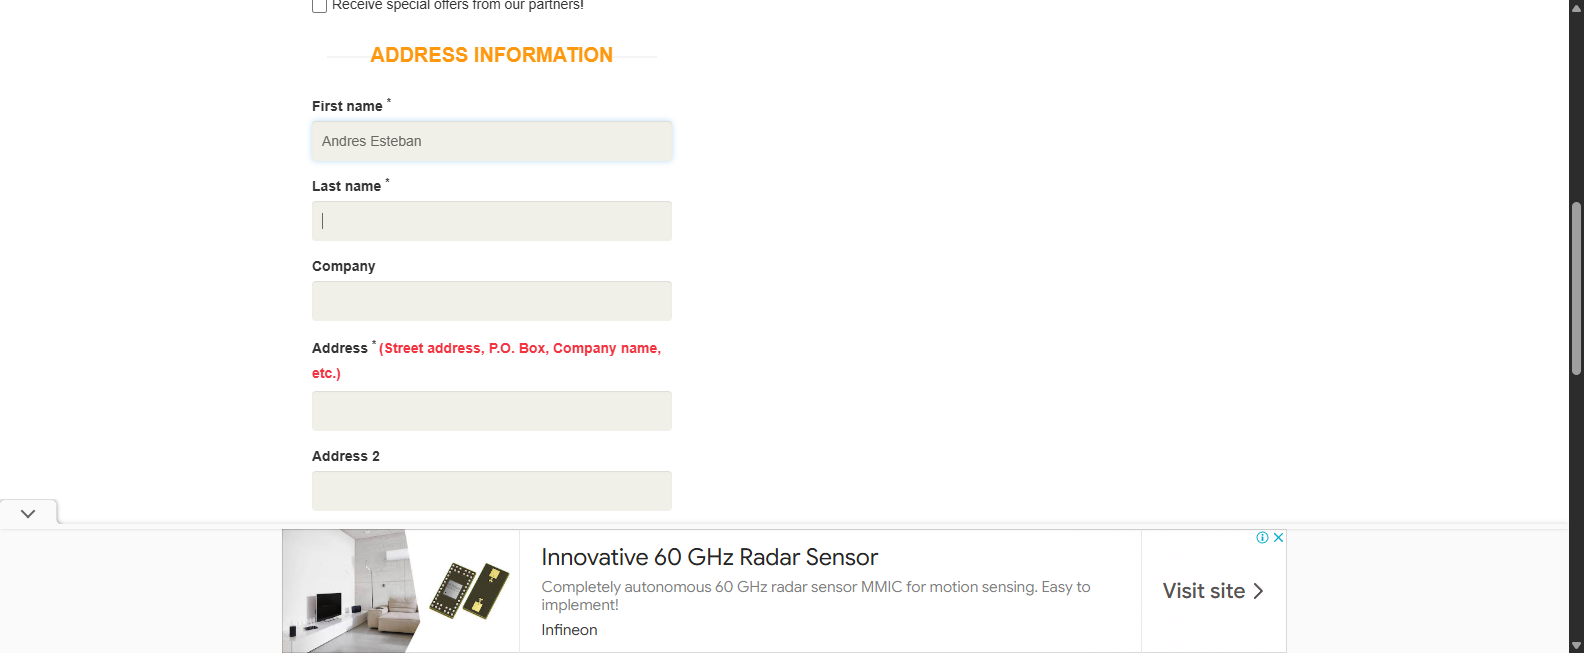 Receive special offers from our partners!
ADDRESS INFORMATION
First name *
Andres Esteban
Last name *
Company
Address * (Street address, P.O. Box, Company name,
etc.)
Address 2
Innovative 60 GHz Radar Sensor
Completely autonomous 60 GHz radar sensor MMIC for motion sensing. Easy to
implement!
Infineon
Visit site